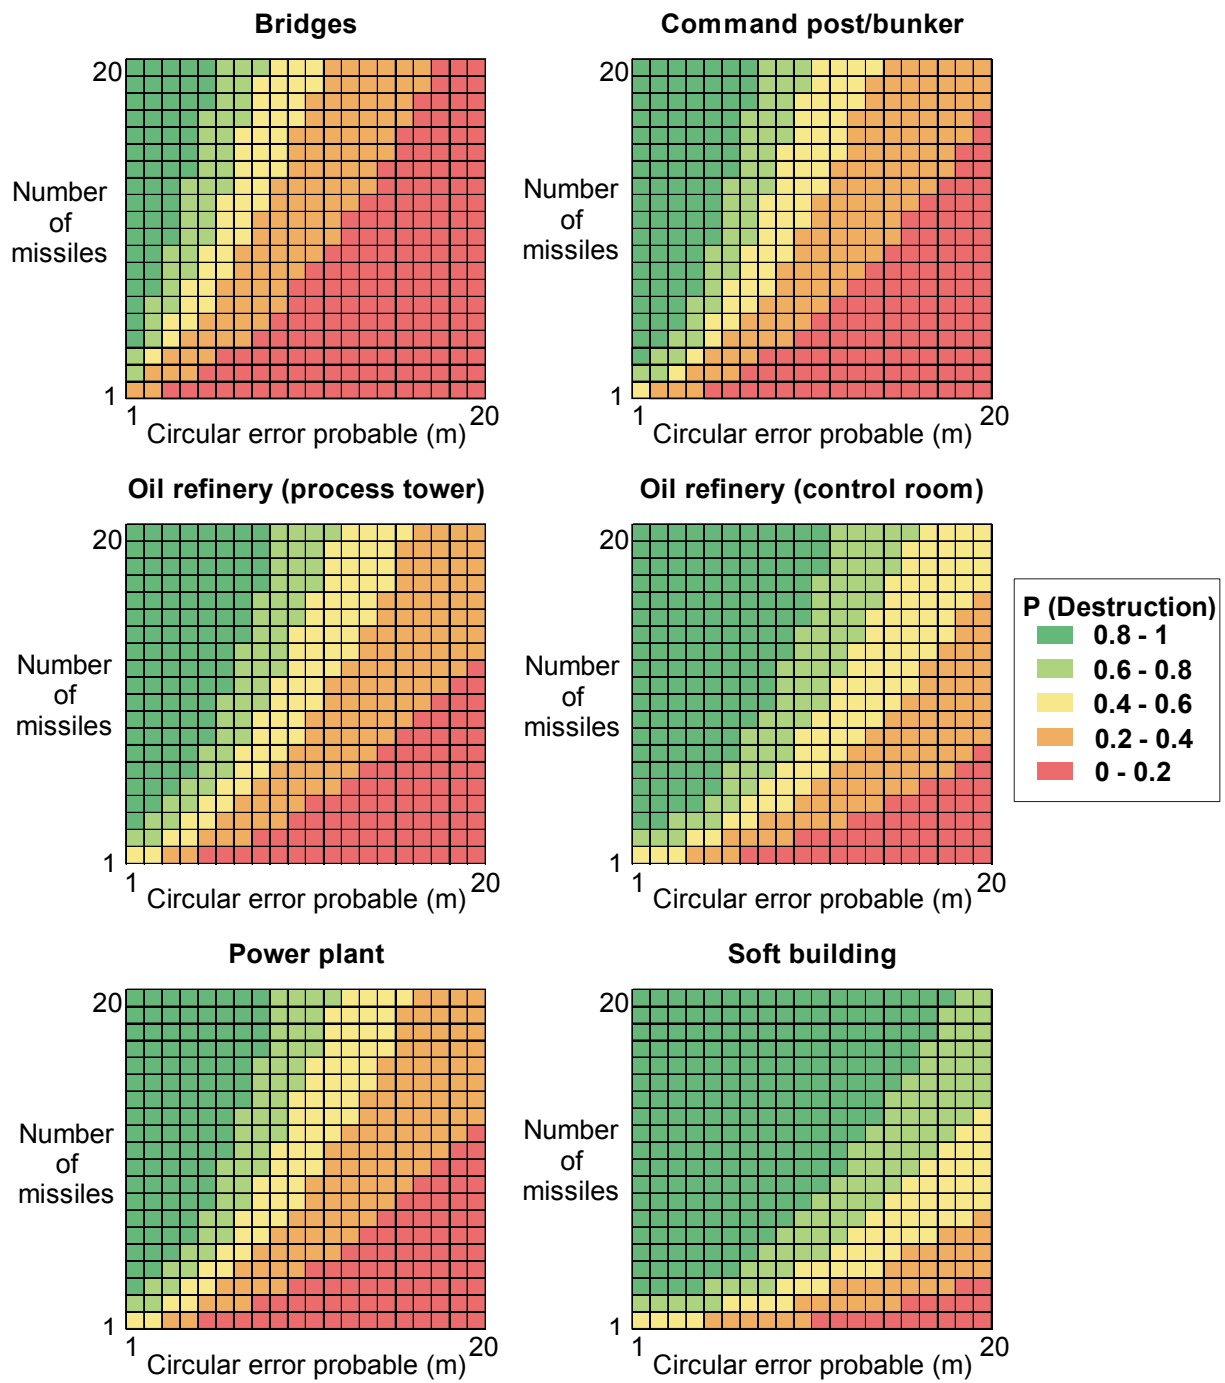 Bridges
20
Number
of
missiles
1
1
20
Circular error probable (m)
Command post/bunker
20
Number
of
missiles
1
1
20
Circular error probable (m)
Oil refinery (process tower)
20
Number
of
missiles
1
1
20
Circular error probable (m)
Oil refinery (control room)
20
Number
of
missiles
1
1
20
Circular error probable (m)
P (Destruction)
0.8 - 1
0.6 - 0.8
0.4 - 0.6
0.2 - 0.4
0 - 0.2
Power plant
20
Number
of
missiles
1
1
20
Circular error probable (m)
Soft building
20
Number
of
missiles
1
1
20
Circular error probable (m)